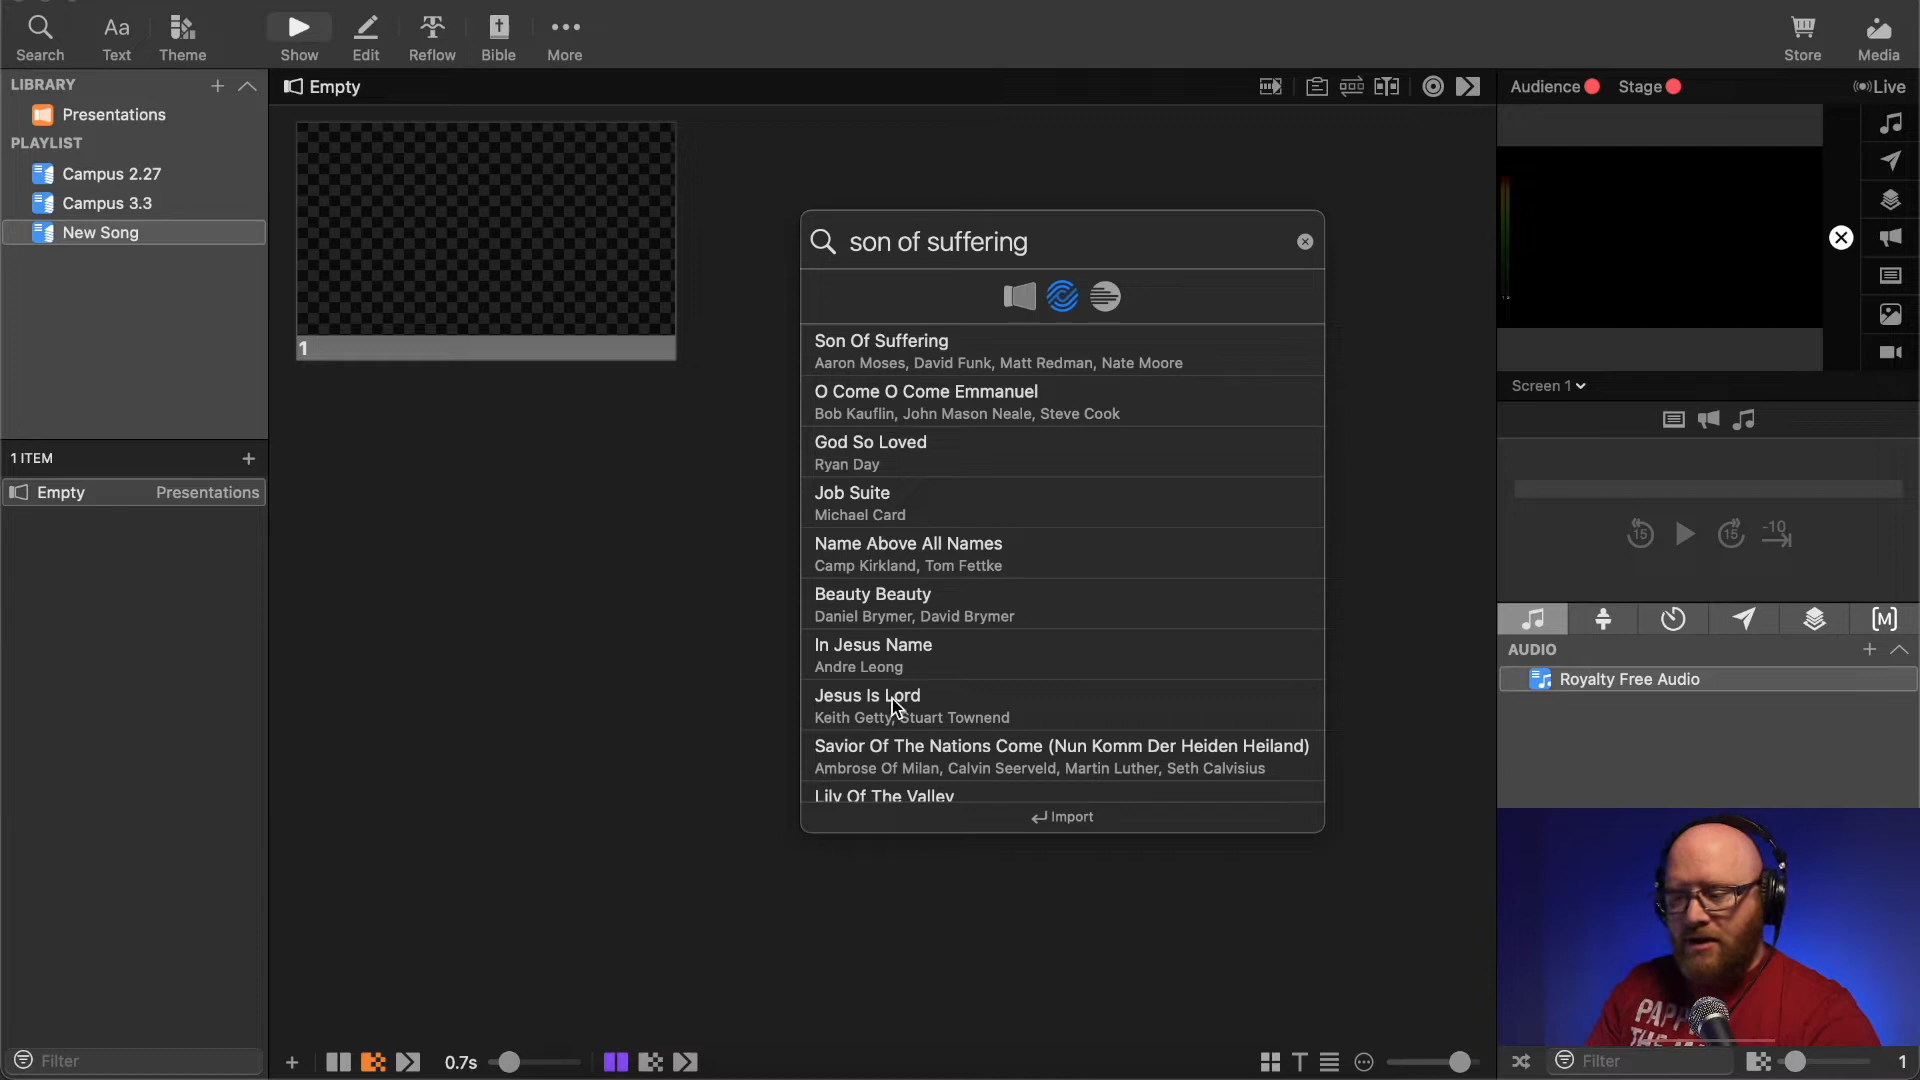 Search
Text
Theme
Show
Edit
Reflow
Bible
More
Store
Media
LIBRARY
Presentations
PLAYLIST
Campus 2.27
Campus 3.3
New Song
1 ITEM
Empty Presentations
Filter
Empty
1
son of suffering
Son Of Suffering
Aaron Moses, David Funk, Matt Redman, Nate Moore
O Come O Come Emmanuel
Bob Kauflin, John Mason Neale, Steve Cook
God So Loved
Ryan Day
Job Suite
Michael Card
Name Above All Names
Camp Kirkland, Tom Fettke
Beauty Beauty
Daniel Brymer, David Brymer
In Jesus Name
Andre Leong
Jesus Is Lord
Keith Getty, Stuart Townend
Savior Of The Nations Come (Nun Komm Der Heiden Heiland)
Ambrose Of Milan, Calvin Seerveld, Martin Luther, Seth Calvisius
Lily Of The Valley
Import
0.7s
Audience Stage Live
Screen 1
15 15 -10
[M]
AUDIO
Royalty Free Audio
Filter
1